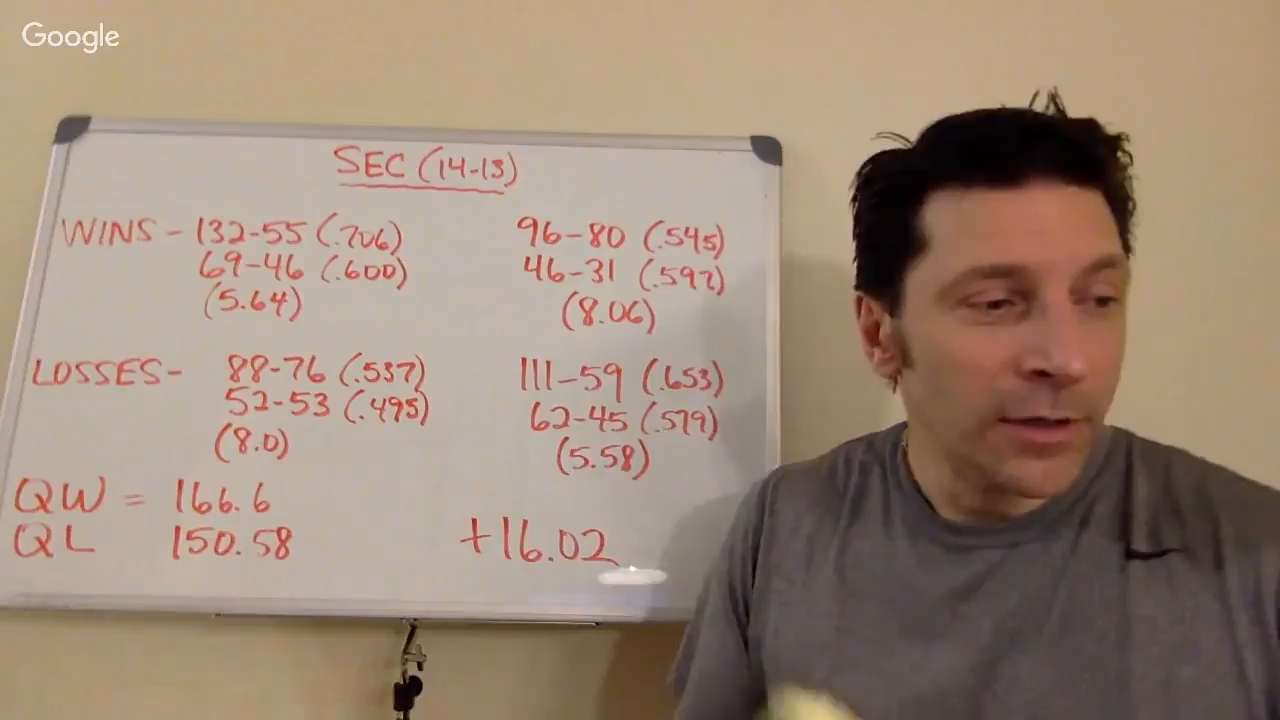 Google
SEC (14-13)
WINS - 132-55 (.706) 96-80 (.545)
69-46 (.600) 46-31 (.597)
(5.64) (8.06)
LOSSES - 88-76 (.537) 111-59 (.653)
52-53 (.495) 62-45 (.579)
(8.0) (5.58)
QW = 166.6
QL 150.58 +16.02